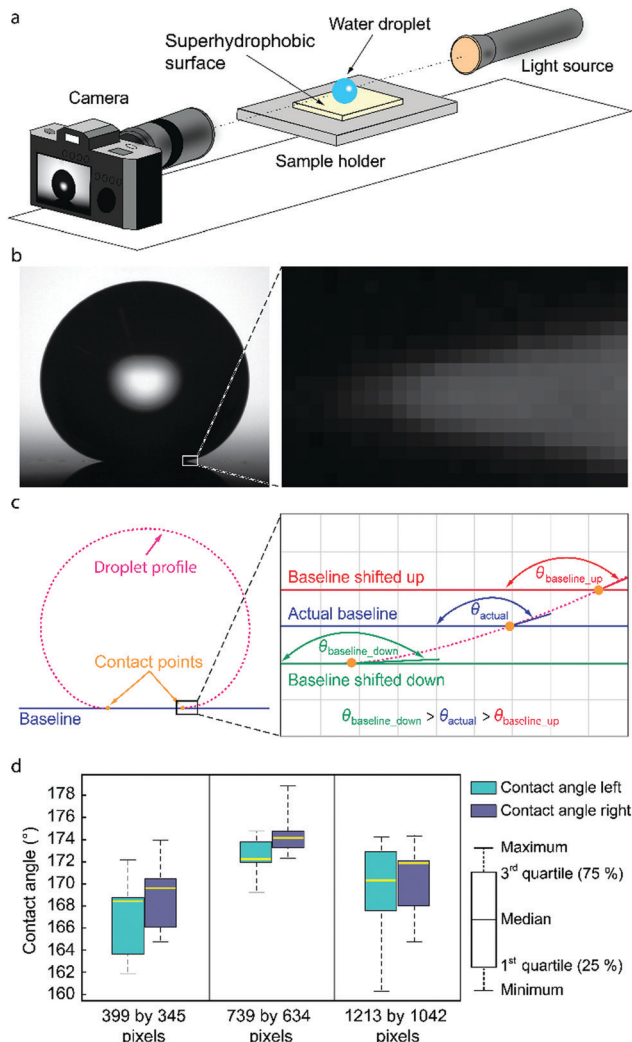 a
Water droplet
Superhydrophobic
surface
Light source
Camera
Sample holder
b
c
Droplet profile
Contact points
Baseline
Baseline shifted up
θbaseline_up
Actual baseline
θactual
θbaseline_down
Baseline shifted down
θbaseline_down > θactual > θbaseline_up
d
Contact angle (°)
178
176
174
172
170
168
166
164
162
160
399 by 345
pixels
739 by 634
pixels
1213 by 1042
pixels
Contact angle left
Contact angle right
Maximum
3rd quartile (75 %)
Median
1st quartile (25 %)
Minimum